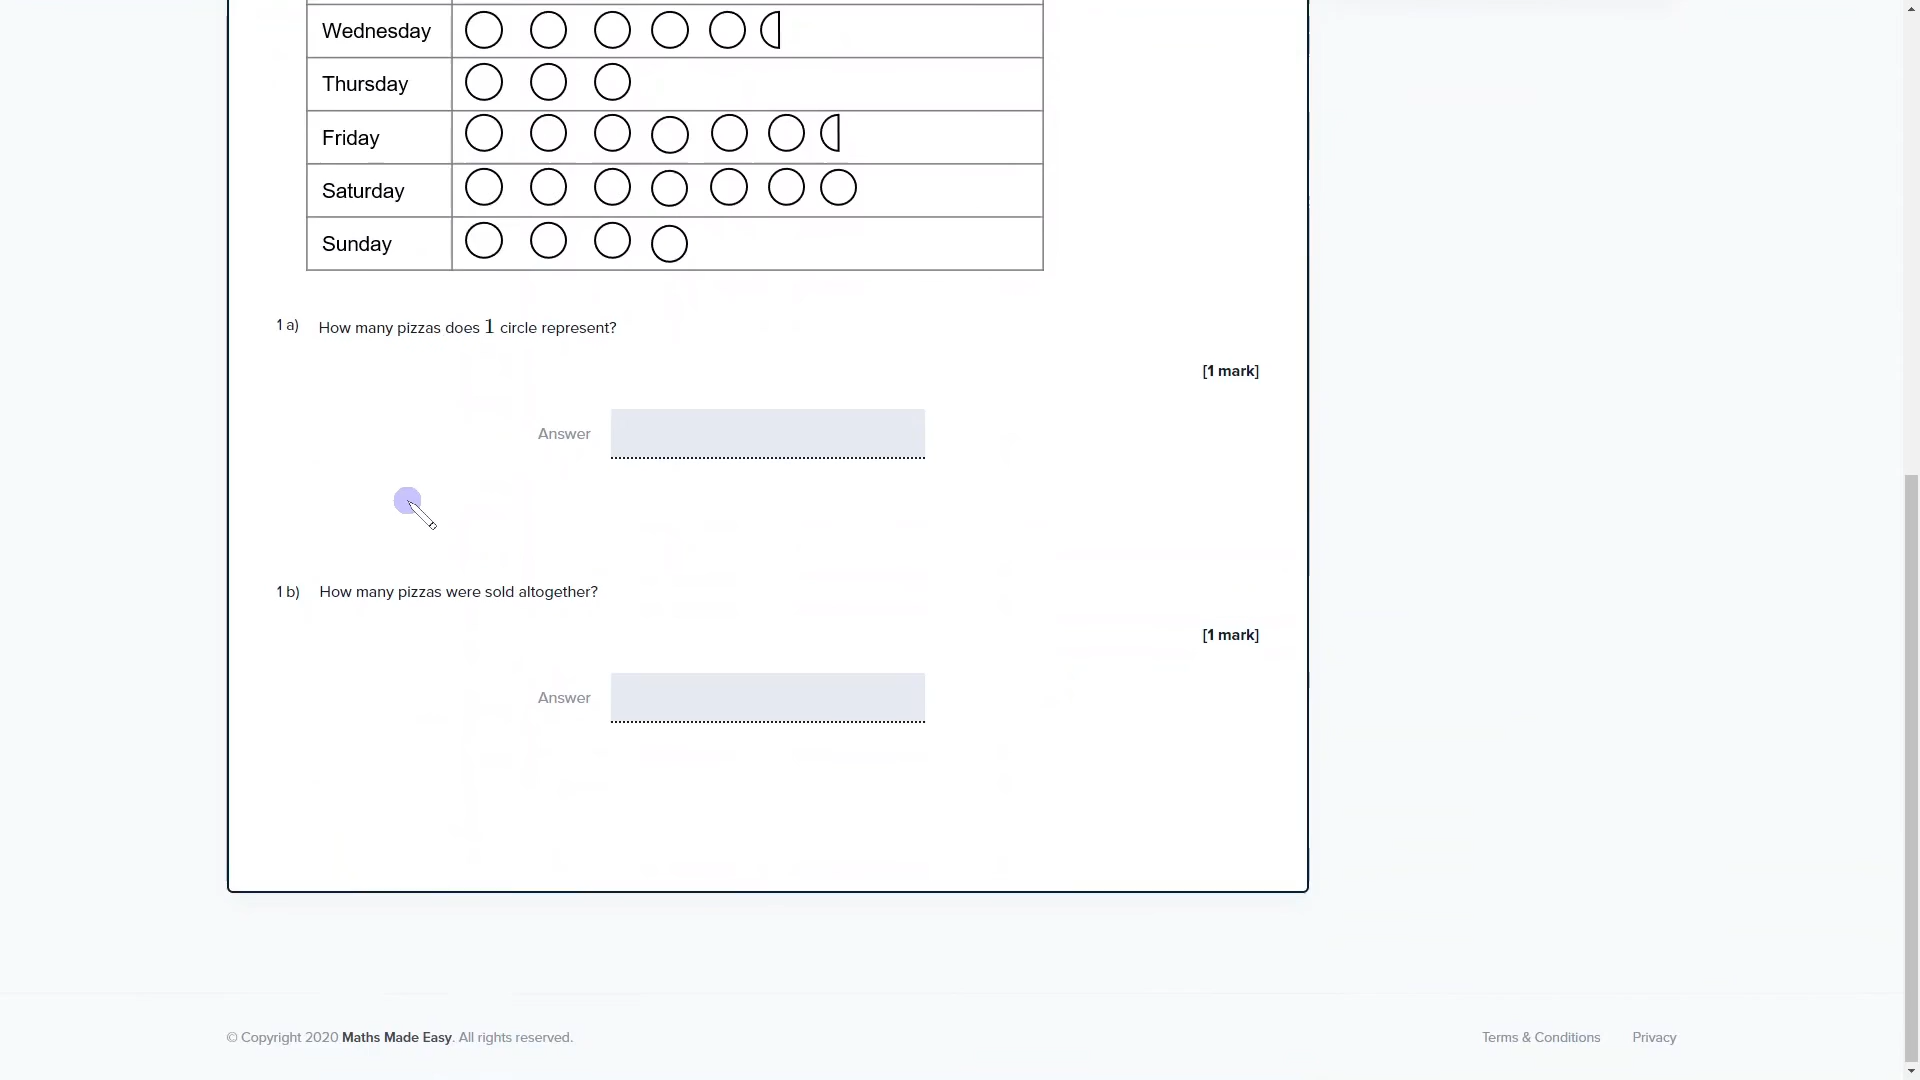 Wednesday
Thursday
Friday
Saturday
Sunday
1 a) How many pizzas does 1 circle represent?
[1 mark]
Answer
1 b) How many pizzas were sold altogether?
[1 mark]
Answer
© Copyright 2020 Maths Made Easy. All rights reserved. Terms & Conditions Privacy